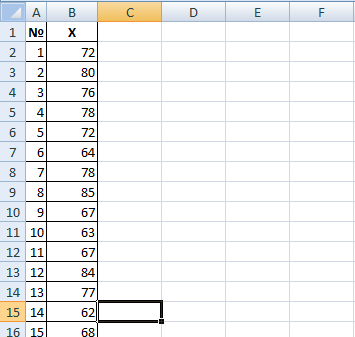 A B C D E F
1 № X
2 1 72
3 2 80
4 3 76
5 4 78
6 5 72
7 6 64
8 7 78
9 8 85
10 9 67
11 10 63
12 11 67
13 12 84
14 13 77
15 14 62
16 15 68